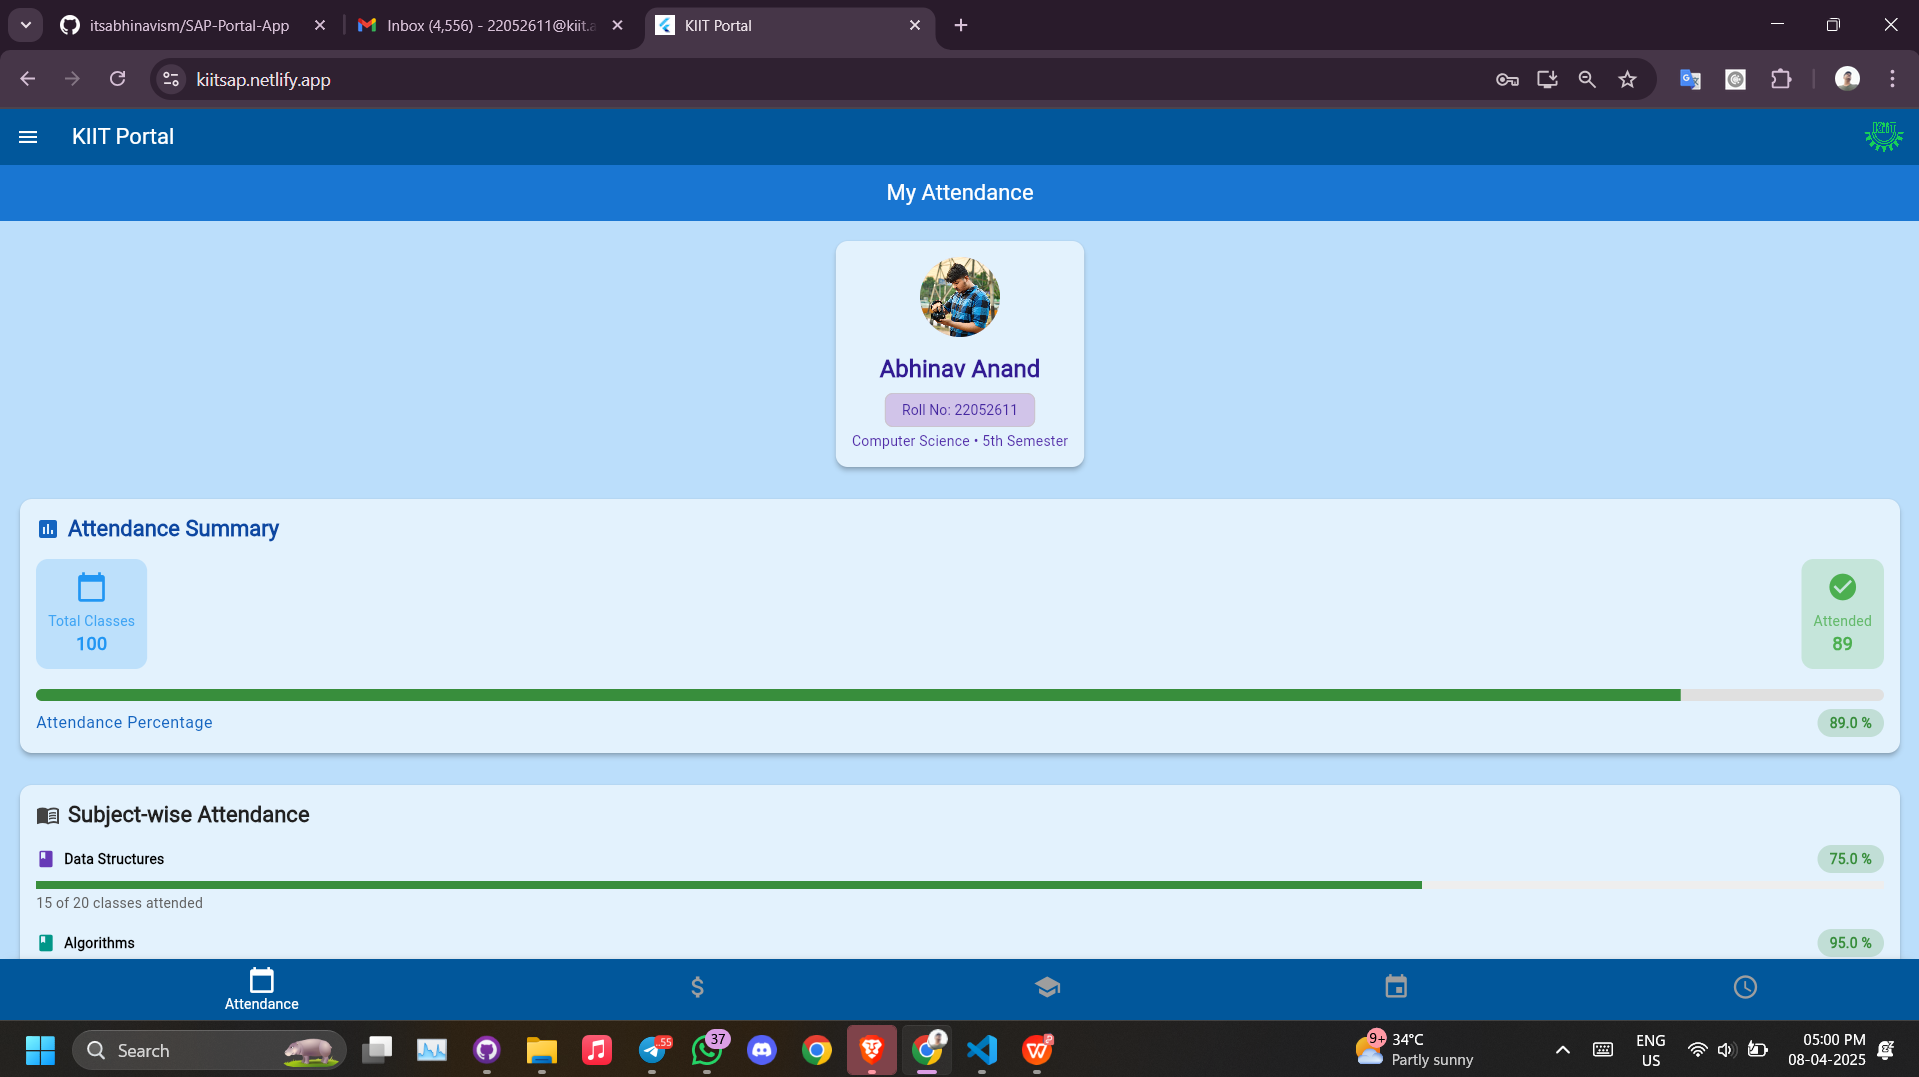 itsabhinavism/SAP-Portal-App
Inbox (4,556) - 22052611@kiit.a
KIIT Portal
kiitsap.netlify.app
KIIT Portal
My Attendance
Abhinav Anand
Roll No: 22052611
Computer Science • 5th Semester
Attendance Summary
Total Classes
100
Attended
89
Attendance Percentage
89.0 %
Subject-wise Attendance
Data Structures
75.0 %
15 of 20 classes attended
Algorithms
95.0 %
Attendance
Search
55
37
9+
34°C
Partly sunny
ENG
US
05:00 PM
08-04-2025